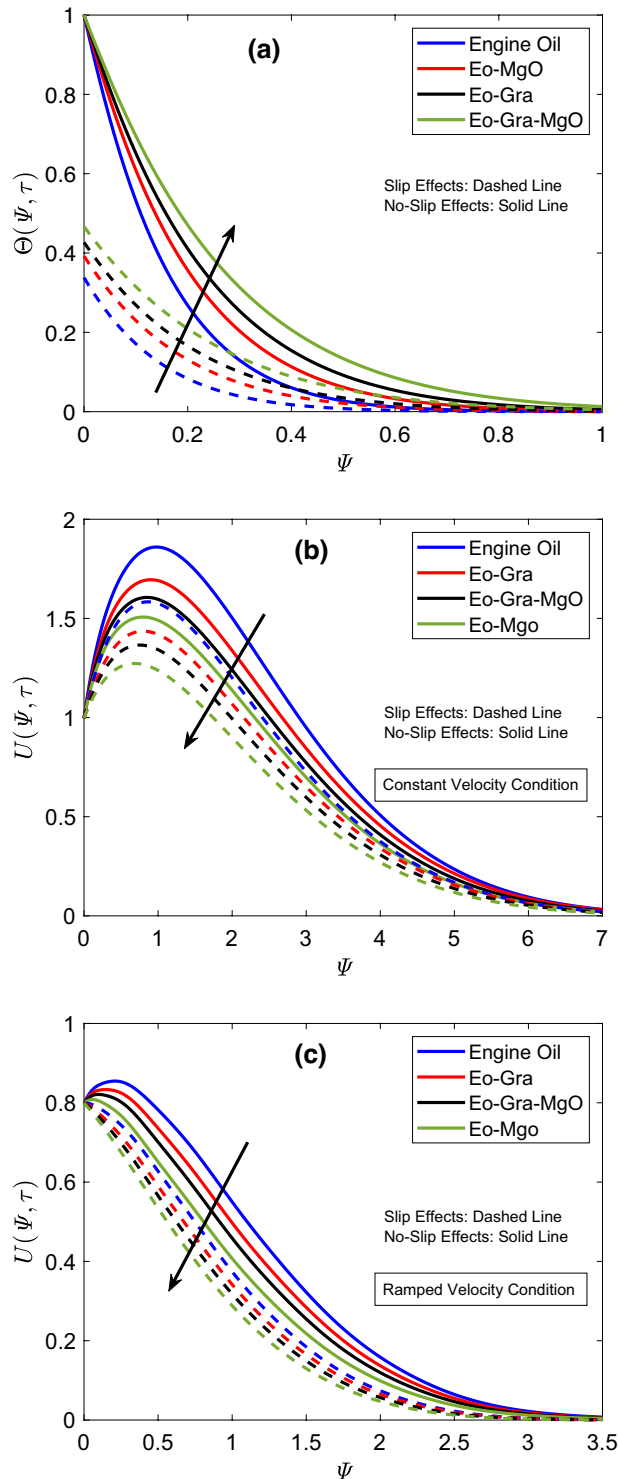 (a)
Engine Oil
Eo-MgO
Eo-Gra
Eo-Gra-MgO
Slip Effects: Dashed Line
No-Slip Effects: Solid Line
Θ(Ψ, τ)
1
0.8
0.6
0.4
0.2
0
0 0.2 0.4 0.6 0.8 1
Ψ
(b)
Engine Oil
Eo-Gra
Eo-Gra-MgO
Eo-Mgo
Slip Effects: Dashed Line
No-Slip Effects: Solid Line
Constant Velocity Condition
U(Ψ, τ)
2
1.5
1
0.5
0
0 1 2 3 4 5 6 7
Ψ
(c)
Engine Oil
Eo-Gra
Eo-Gra-MgO
Eo-Mgo
Slip Effects: Dashed Line
No-Slip Effects: Solid Line
Ramped Velocity Condition
U(Ψ, τ)
1
0.8
0.6
0.4
0.2
0
0 0.5 1 1.5 2 2.5 3 3.5
Ψ